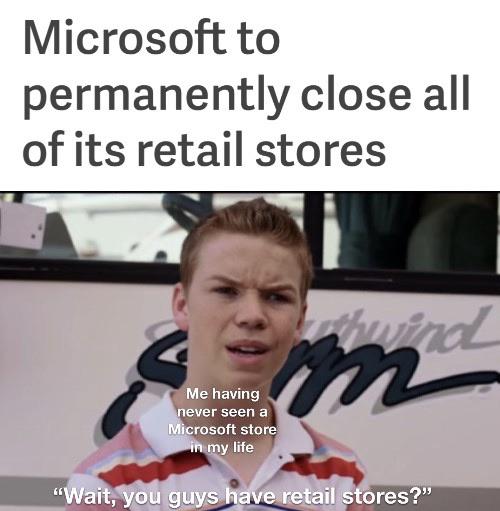 Microsoft to
permanently close all
of its retail stores
thwind
Me having
never seen a
Microsoft store
in my life
“Wait, you guys have retail stores?”